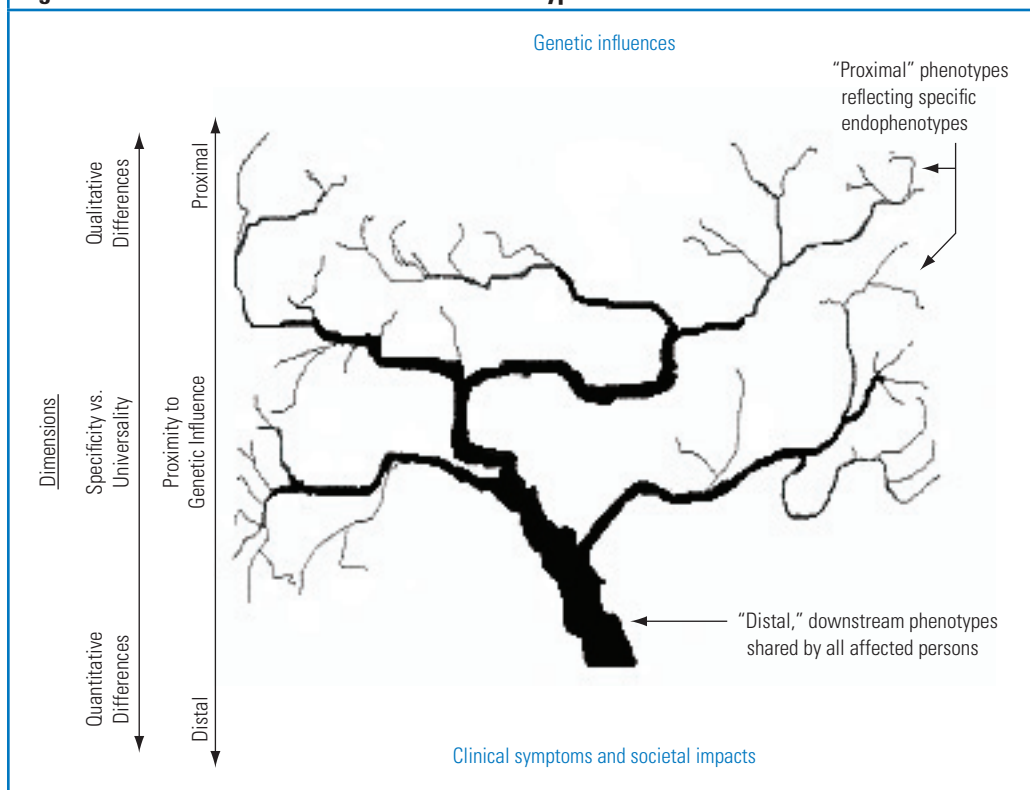 Genetic influences
“Proximal” phenotypes
reflecting specific
endophenotypes
Qualitative
Differences
Proximal
Dimensions
Specificity vs.
Universality
Proximity to
Genetic Influence
“Distal,” downstream phenotypes
shared by all affected persons
Quantitative
Differences
Distal
Clinical symptoms and societal impacts